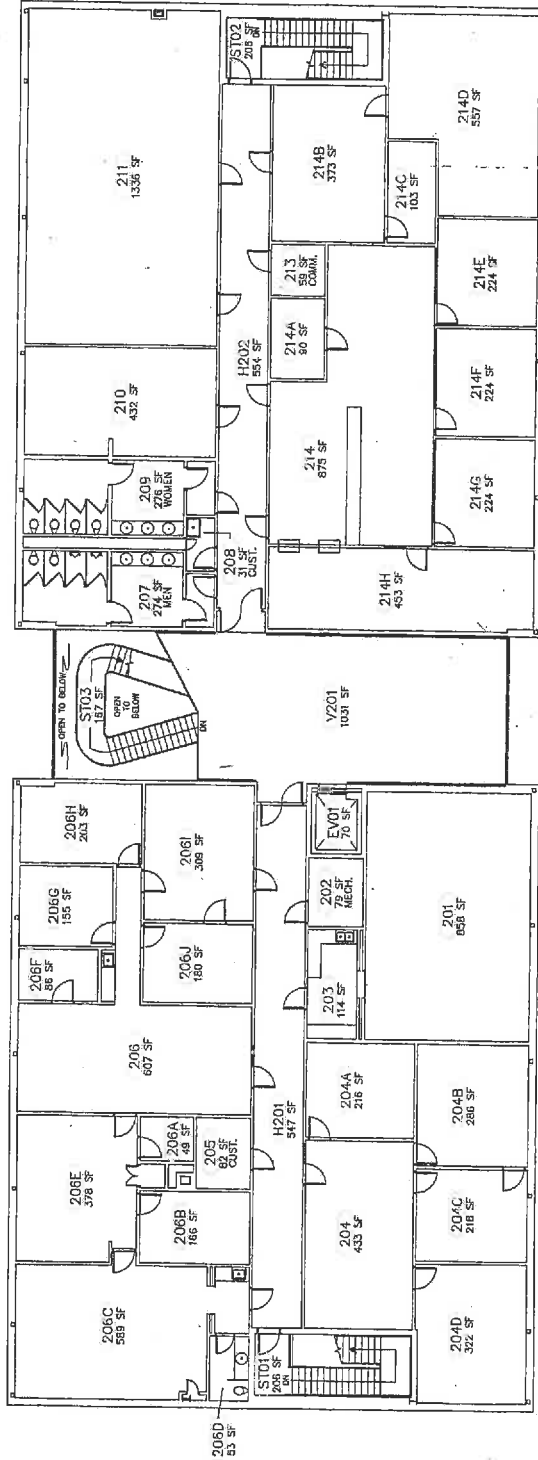 206C
589 SF
206E
378 SF
206
607 SF
206F
86 SF
206G
155 SF
206H
203 SF
206D
53 SF
206B
166 SF
206A
49 SF
205
62 SF
CUST.
206J
180 SF
206I
309 SF
ST01
206 SF
DN
H201
547 SF
204
433 SF
204A
216 SF
203
114 SF
202
79 SF
MECH.
EV01
70 SF
204D
322 SF
204C
218 SF
204B
286 SF
201
858 SF
OPEN TO BELOW
ST03
167 SF
OPEN
TO
BELOW
DN
V201
1031 SF
207
274 SF
MEN
209
276 SF
WOMEN
210
432 SF
211
1336 SF
208
31 SF
CUST.
H202
554 SF
ST02
206 SF
DN
214H
453 SF
214
875 SF
214A
90 SF
213
59 SF
COMM.
214B
373 SF
214C
103 SF
214G
224 SF
214F
224 SF
214E
224 SF
214D
557 SF